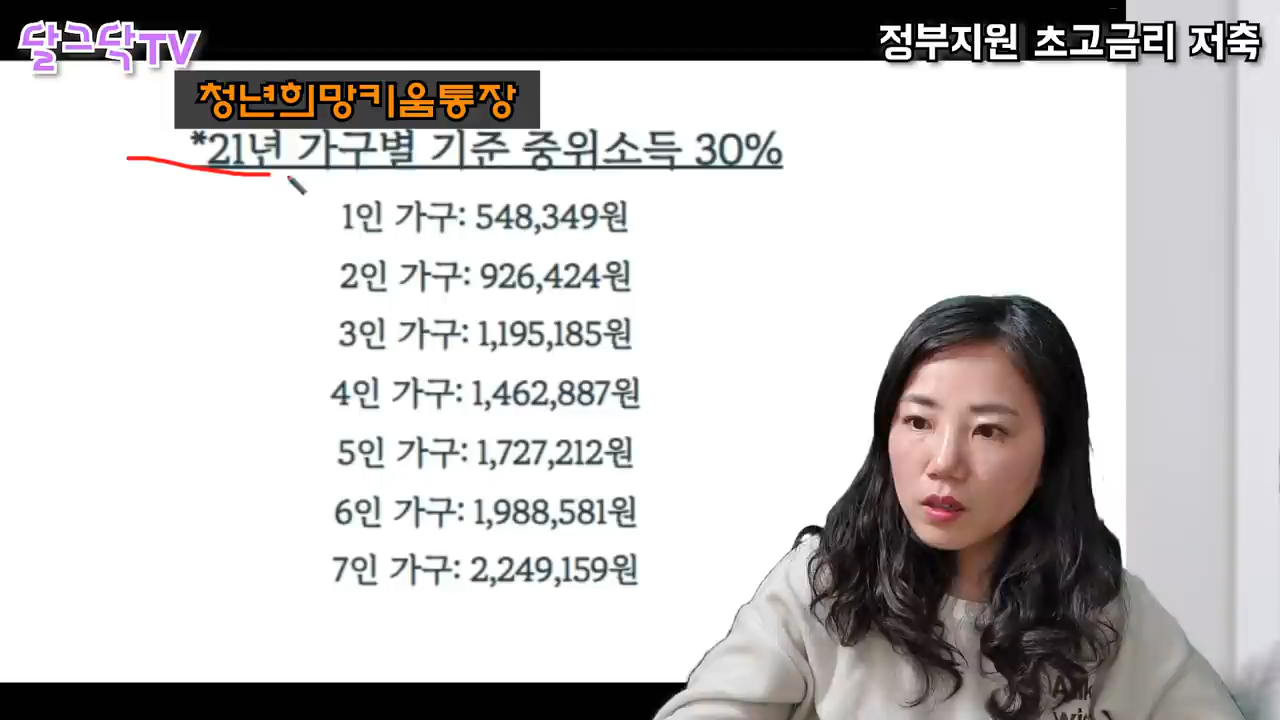 달그닥TV
정부지원 초고금리 저축
청년희망키움통장
*21년 가구별 기준 중위소득 30%
1인 가구: 548,349원
2인 가구: 926,424원
3인 가구: 1,195,185원
4인 가구: 1,462,887원
5인 가구: 1,727,212원
6인 가구: 1,988,581원
7인 가구: 2,249,159원